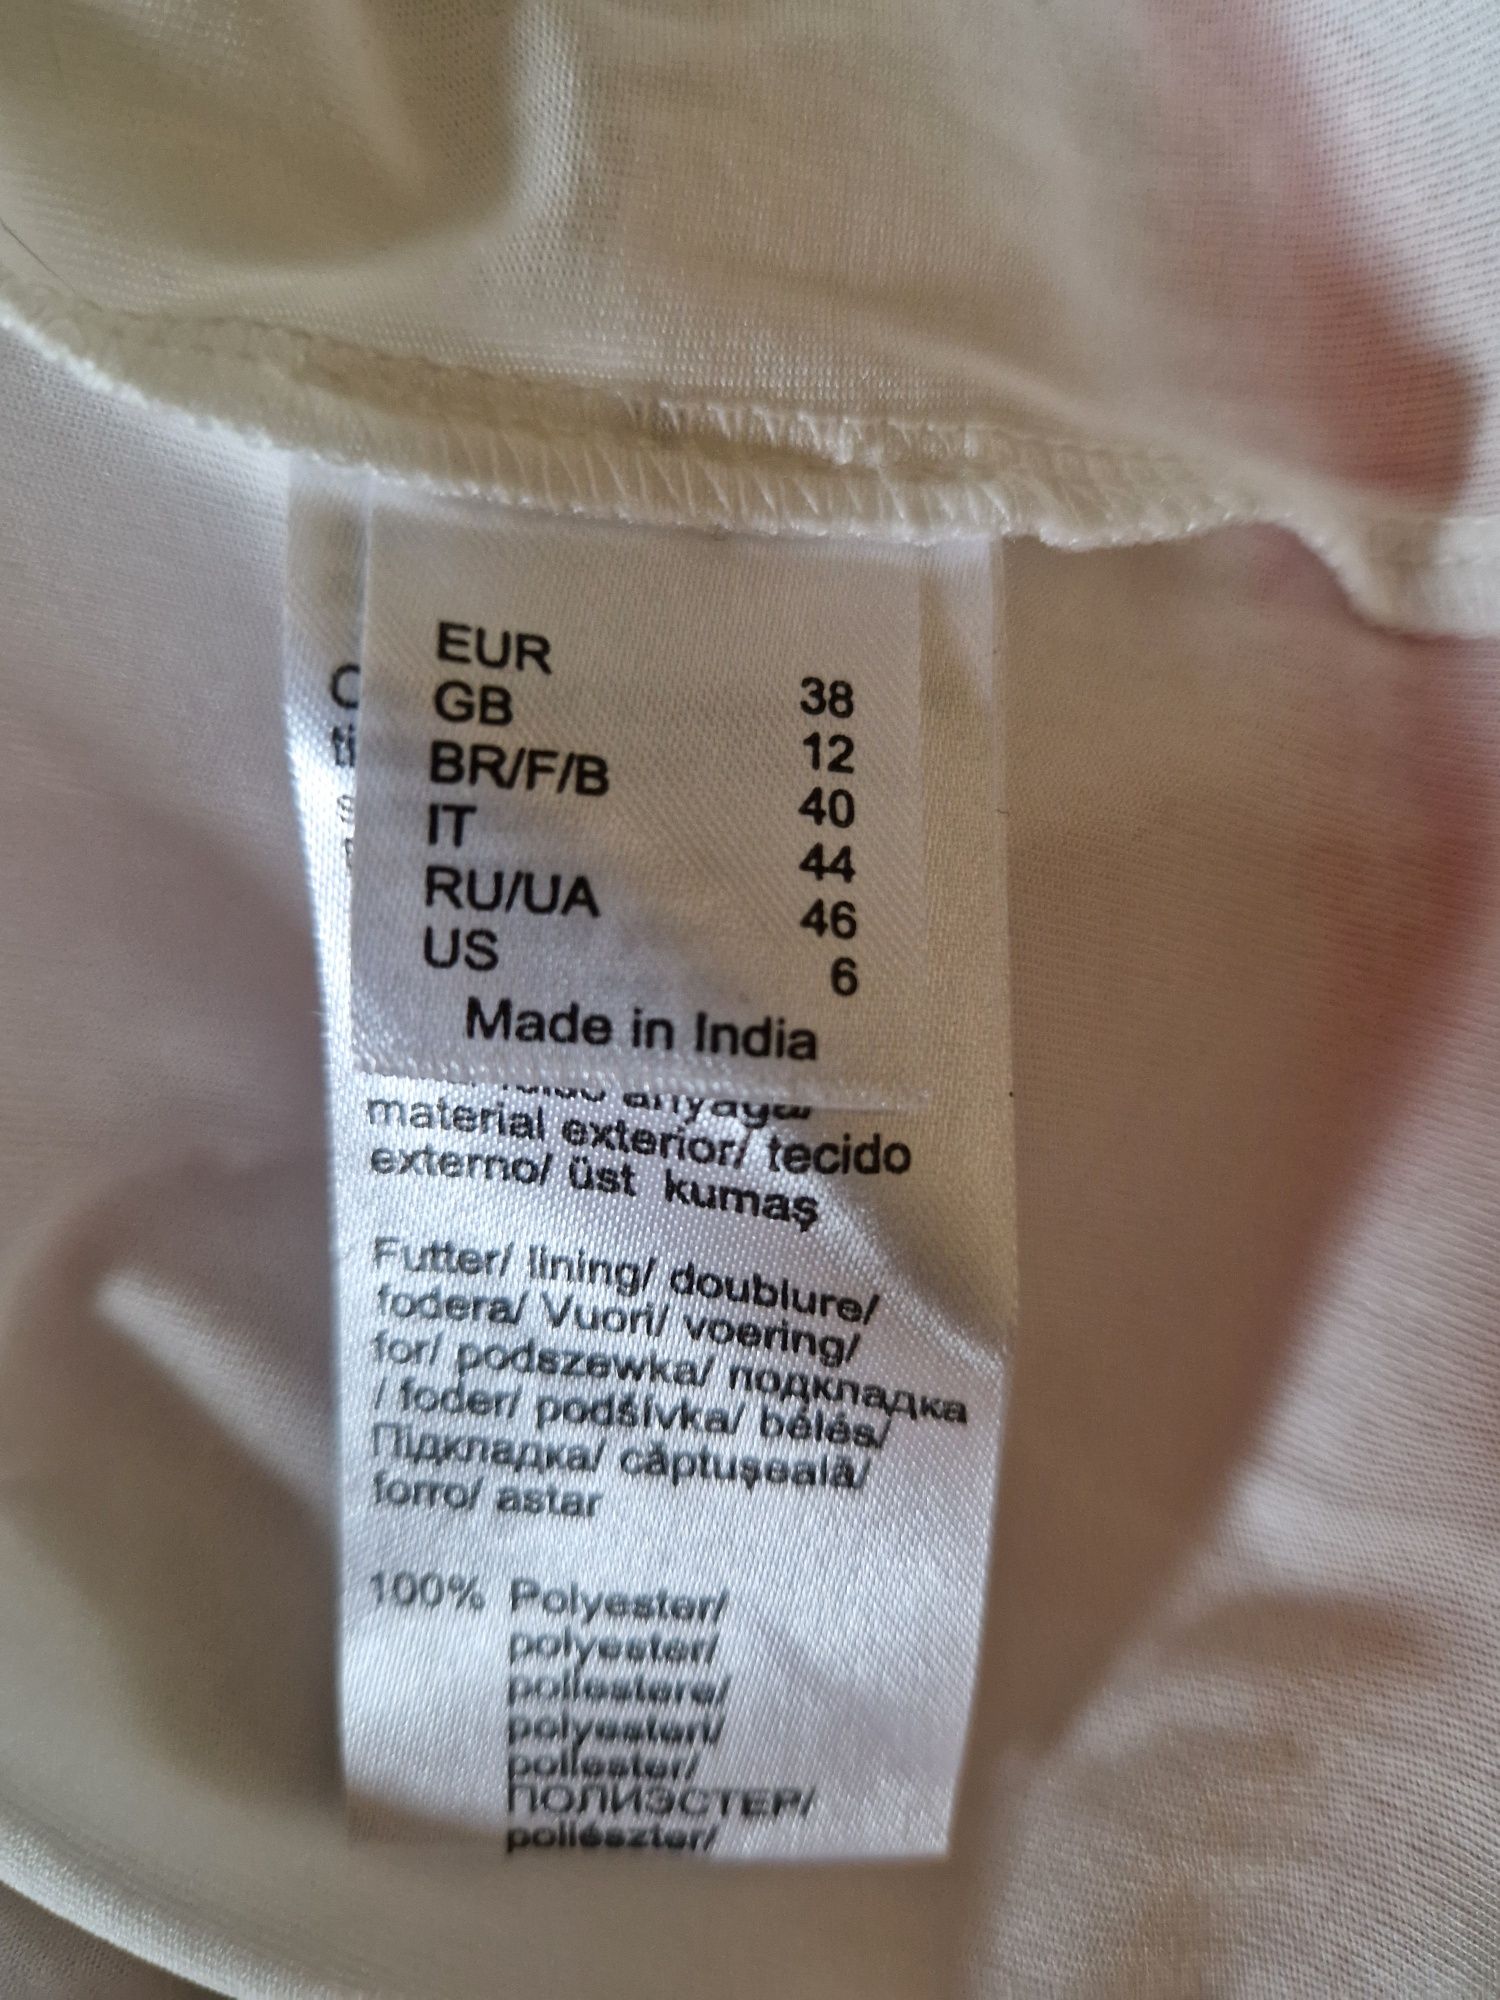 EUR 38
GB 12
BR/F/B 40
IT 44
RU/UA 46
US 6
Made in India
anyaga/
material exterior/ tecido
externo/ üst kumaş
Futter/ lining/ doublure/
fodera/ Vuori/ voering/
for/ podszewka/ подкладка
/ foder/ podšívka/ bélés/
Підкладка/ căptuşeală/
forro/ astar
100% Polyester/
polyester/
poliestere/
polyesteri/
poliester/
ПОЛИЭСТЕР/
poliészter/